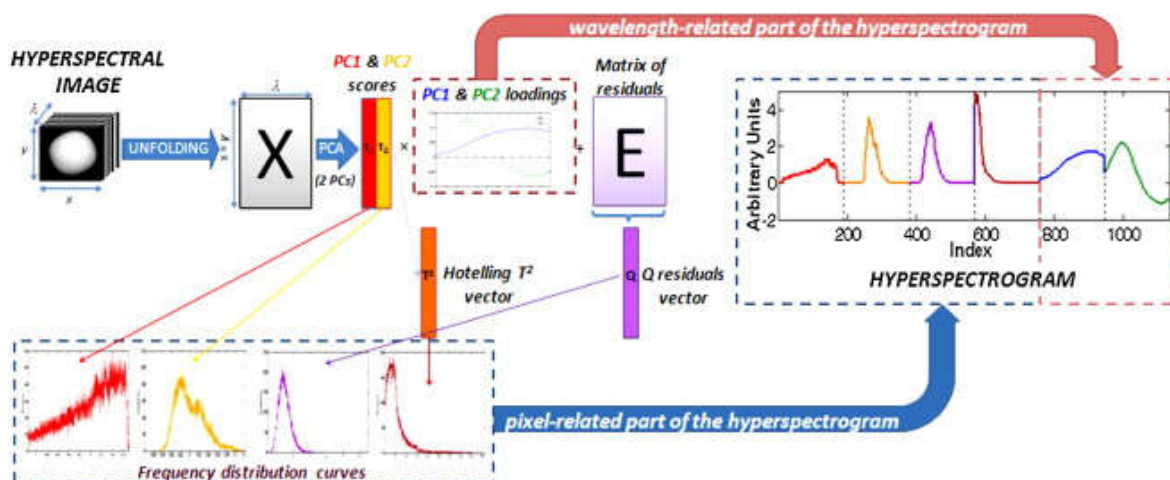 wavelength-related part of the hyperspectrogram
HYPERSPECTRAL
IMAGE
λ
y
x
UNFOLDING
λ
x × y
X
PCA
(2 PCs)
PC1 & PC2
scores
×
PC1 & PC2 loadings
+
Matrix of
residuals
E
T²
Hotelling T²
vector
Q
Q residuals
vector
Arbitrary Units
4
2
0
-2
200
400
600
800
1000
Index
HYPERSPECTROGRAM
pixel-related part of the hyperspectrogram
Frequency distribution curves